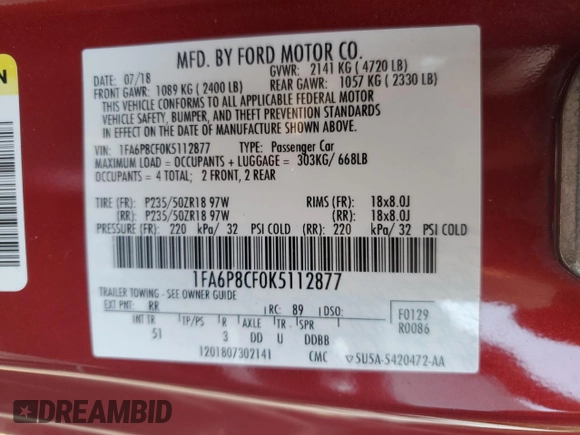 MFD. BY FORD MOTOR CO.
DATE: 07/18 GVWR: 2141 KG ( 4720 LB)
FRONT GAWR: 1089 KG ( 2400 LB) REAR GAWR: 1057 KG ( 2330 LB)
THIS VEHICLE CONFORMS TO ALL APPLICABLE FEDERAL MOTOR
VEHICLE SAFETY, BUMPER, AND THEFT PREVENTION STANDARDS
IN EFFECT ON THE DATE OF MANUFACTURE SHOWN ABOVE.
VIN: 1FA6P8CF0K5112877 TYPE: Passenger Car
MAXIMUM LOAD = OCCUPANTS + LUGGAGE = 303KG/ 668LB
OCCUPANTS = 4 TOTAL; 2 FRONT, 2 REAR
TIRE (FR): P235/50ZR18 97W RIMS (FR): 18x8.0J
(RR): P235/50ZR18 97W (RR): 18x8.0J
PRESSURE (FR): 220 kPa/ 32 PSI COLD (RR): 220 kPa/ 32 PSI COLD
1FA6P8CF0K5112877
TRAILER TOWING - SEE OWNER GUIDE
EXT PNT: RR RC: 89 DSO: F0129
INT TR TP/PS R AXLE TR SPR R0086
51 3 DD U DDBB
1201807302141 CMC 5U5A-5420472-AA
N
DREAMBID